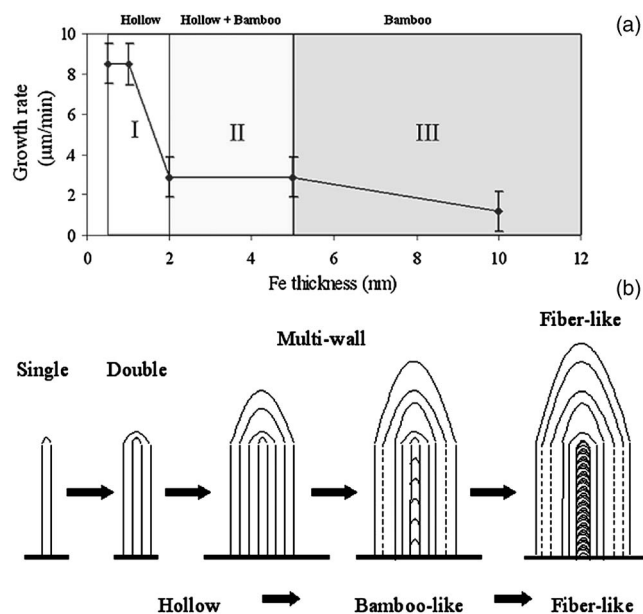 Hollow Hollow + Bamboo Bamboo
(a)
10
8
6
4
2
0
Growth rate
(μm/min)
I II III
0 2 4 6 8 10 12
Fe thickness (nm)
(b)
Fiber-like
Multi-wall
Single Double
Hollow Bamboo-like Fiber-like